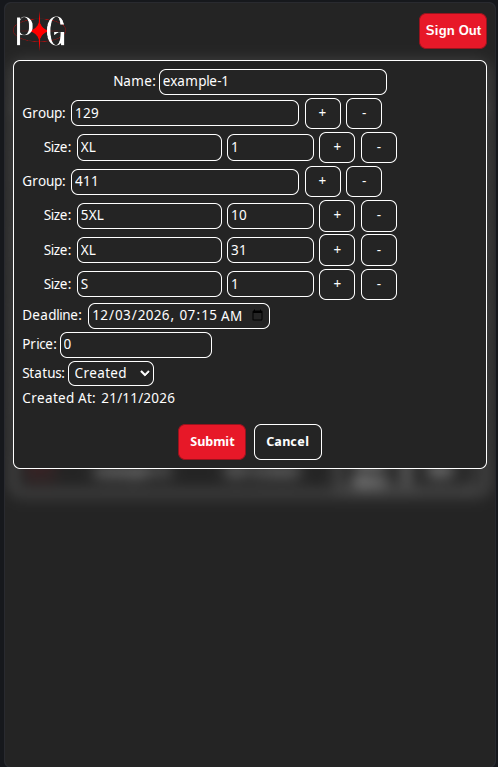 P G
Sign Out
Name: example-1
Group: 129 + -
Size: XL 1 + -
Group: 411 + -
Size: 5XL 10 + -
Size: XL 31 + -
Size: S 1 + -
Deadline: 12/03/2026, 07:15 AM
Price: 0
Status: Created
Created At: 21/11/2026
Submit Cancel